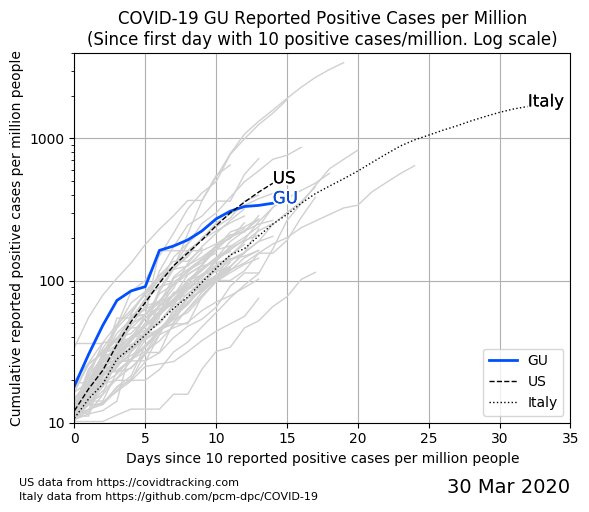 COVID-19 GU Reported Positive Cases per Million
(Since first day with 10 positive cases/million. Log scale)
Cumulative reported positive cases per million people
1000
100
10
Italy
US
GU
GU
US
Italy
0 5 10 15 20 25 30 35
Days since 10 reported positive cases per million people
US data from https://covidtracking.com
Italy data from https://github.com/pcm-dpc/COVID-19
30 Mar 2020